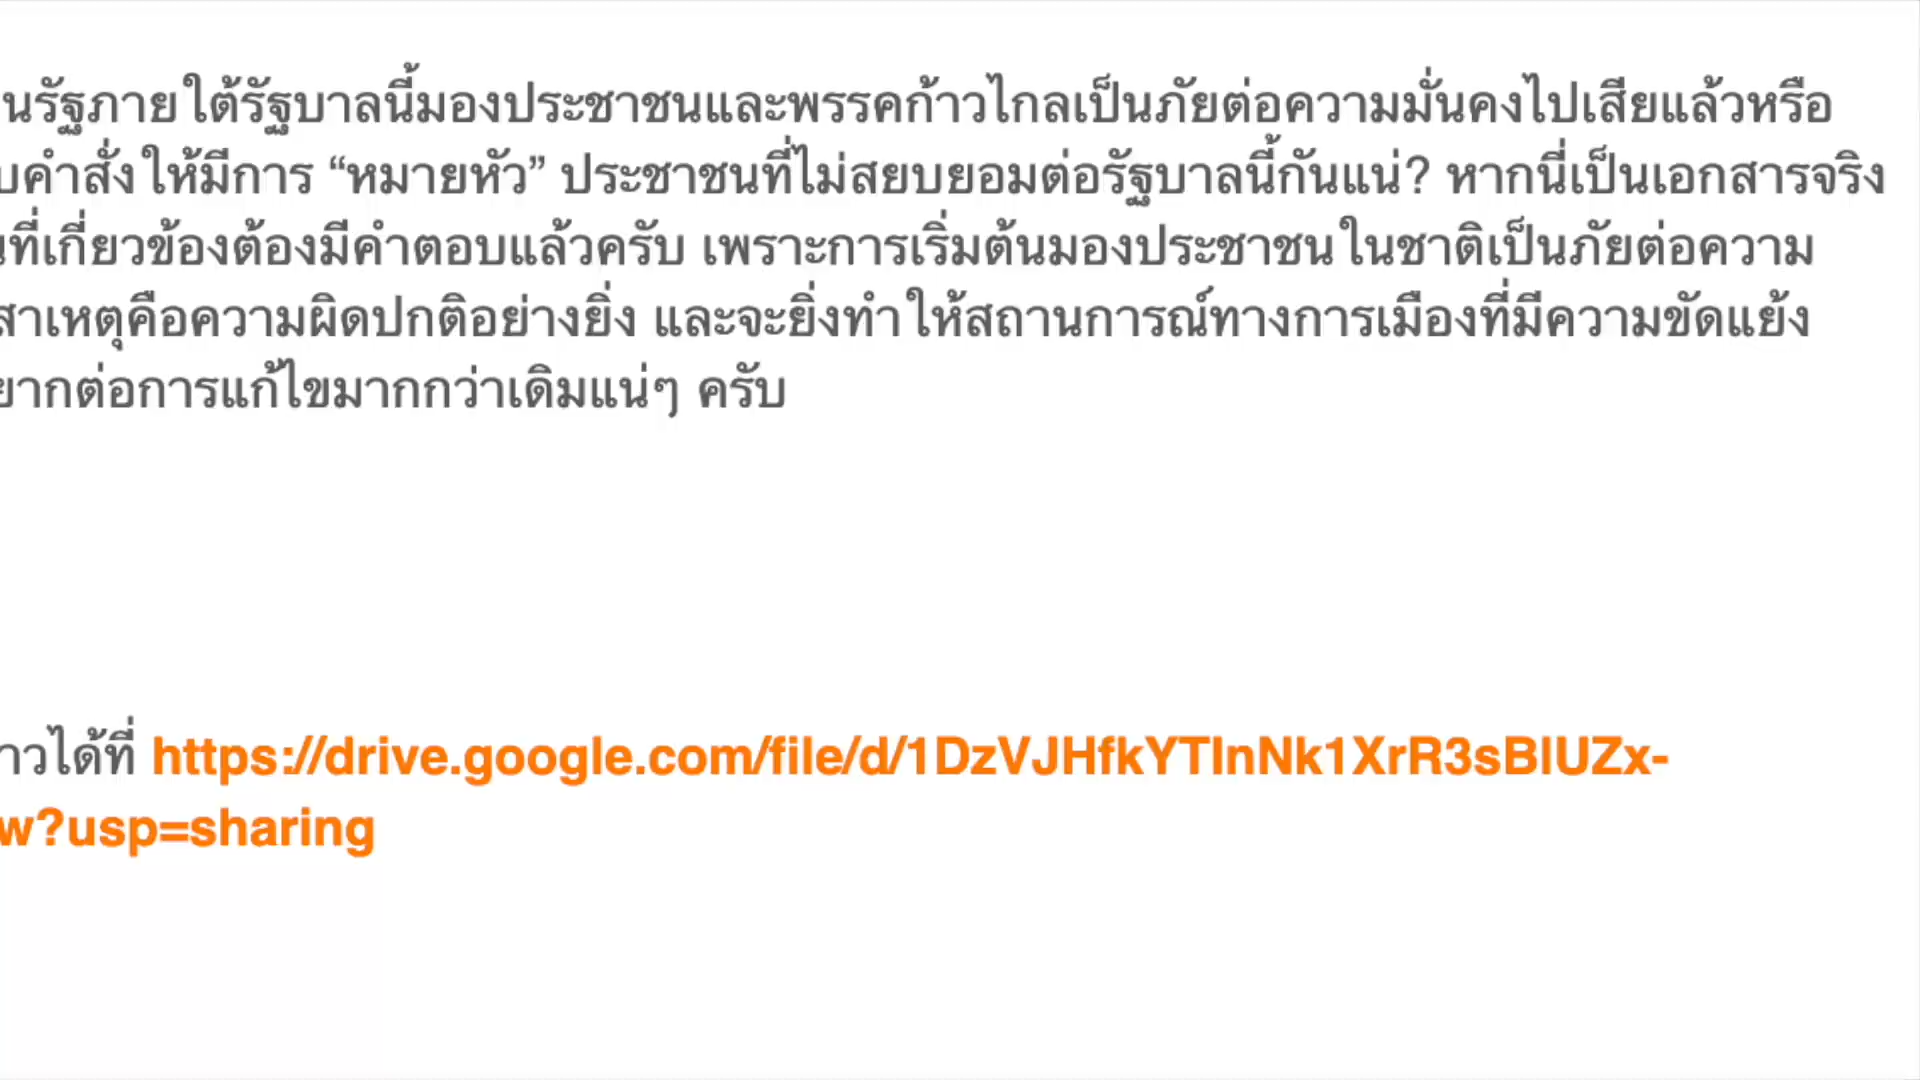 นรัฐภายใต้รัฐบาลนี้มองประชาชนและพรรคก้าวไกลเป็นภัยต่อความมั่นคงไปเสียแล้วหรือ
บคำสั่งให้มีการ “หมายหัว” ประชาชนที่ไม่สยบยอมต่อรัฐบาลนี้กันแน่? หากนี่เป็นเอกสารจริง
ที่เกี่ยวข้องต้องมีคำตอบแล้วครับ เพราะการเริ่มต้นมองประชาชนในชาติเป็นภัยต่อความ
สาเหตุคือความผิดปกติอย่างยิ่ง และจะยิ่งทำให้สถานการณ์ทางการเมืองที่มีความขัดแย้ง
ยากต่อการแก้ไขมากกว่าเดิมแน่ๆ ครับ
าวได้ที่ https://drive.google.com/file/d/1DzVJHfkYTInNk1XrR3sBlUZx-
w?usp=sharing